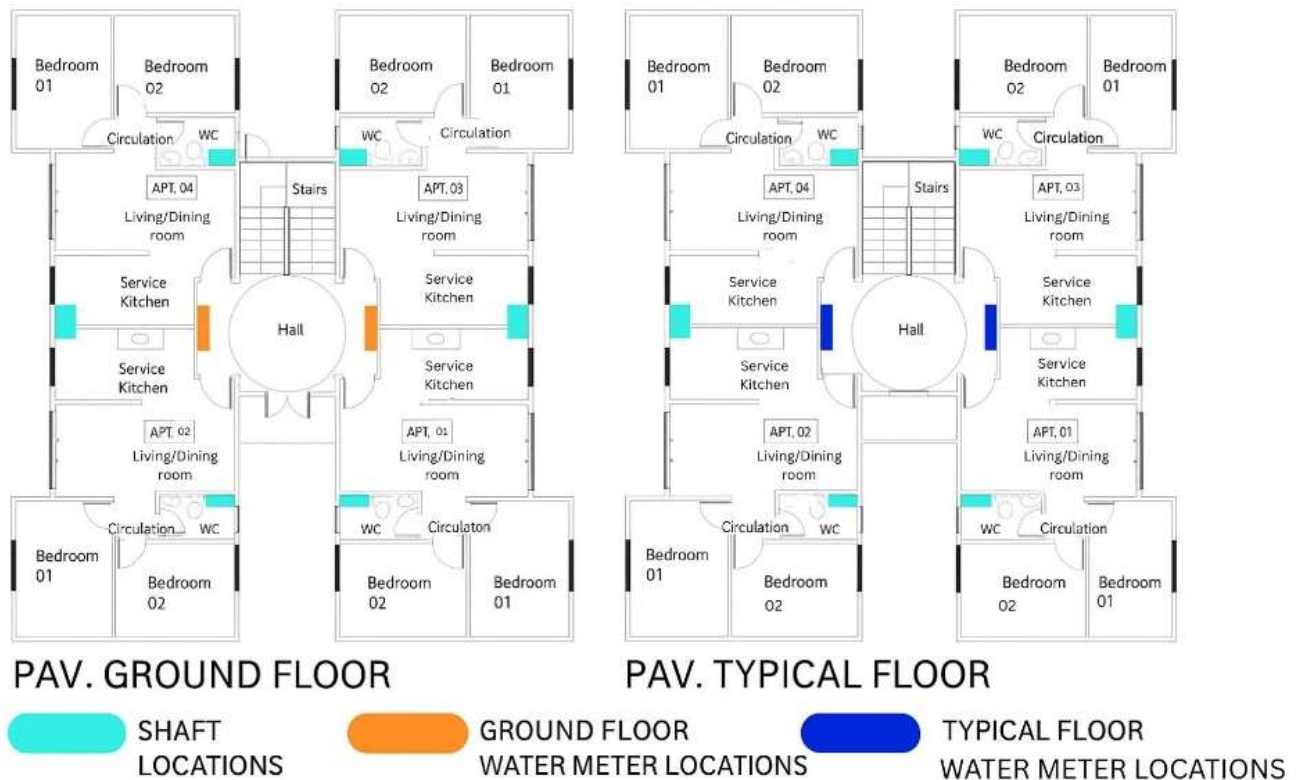 Bedroom
01
Bedroom
02
Circulation
WC
Bedroom
02
Bedroom
01
WC
Circulation
APT. 04
Living/Dining
room
Stairs
APT. 03
Living/Dining
room
Service
Kitchen
Service
Kitchen
Hall
Service
Kitchen
Service
Kitchen
APT. 02
Living/Dining
room
APT. 01
Living/Dining
room
Circulation
WC
WC
Circulaton
Bedroom
01
Bedroom
02
Bedroom
02
Bedroom
01
PAV. GROUND FLOOR
Bedroom
01
Bedroom
02
Circulation
WC
Bedroom
02
Bedroom
01
WC
Circulation
APT. 04
Living/Dining
room
Stairs
APT. 03
Living/Dining
room
Service
Kitchen
Service
Kitchen
Hall
Service
Kitchen
Service
Kitchen
APT. 02
Living/Dining
room
APT. 01
Living/Dining
room
Circulation
WC
WC
Circulation
Bedroom
01
Bedroom
02
Bedroom
02
Bedroom
01
PAV. TYPICAL FLOOR
SHAFT
LOCATIONS
GROUND FLOOR
WATER METER LOCATIONS
TYPICAL FLOOR
WATER METER LOCATIONS